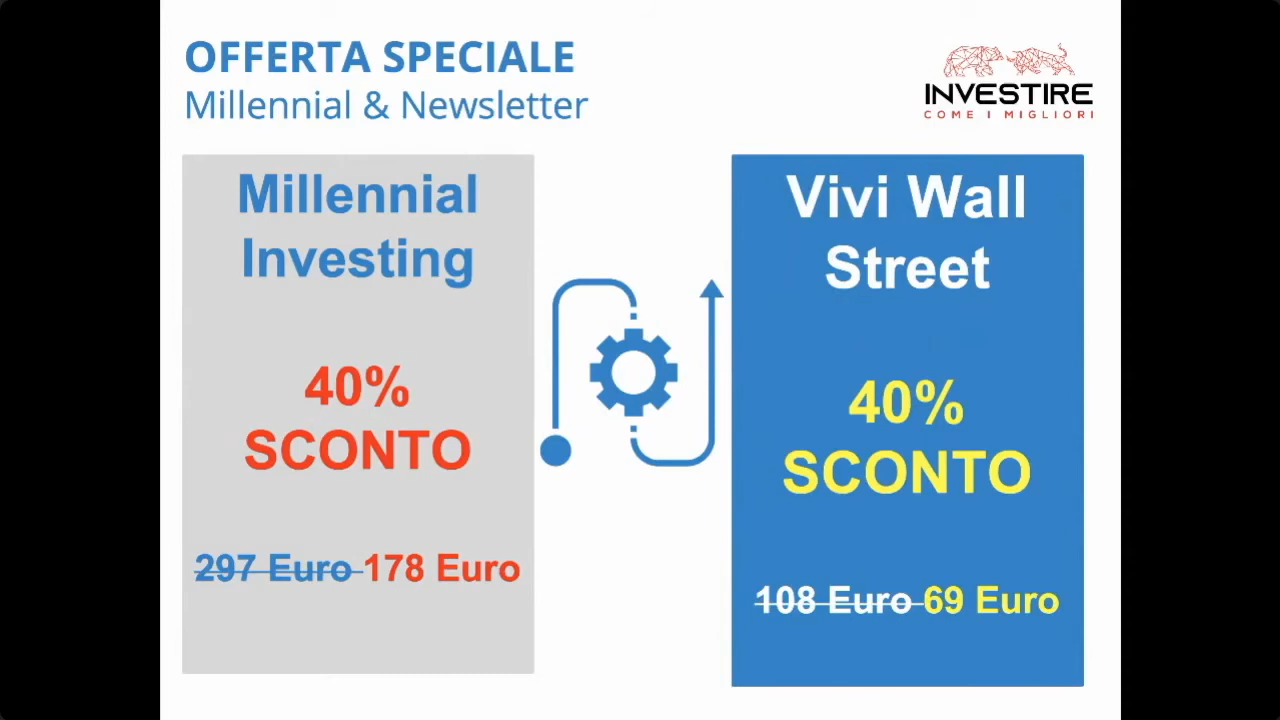 OFFERTA SPECIALE
Millennial & Newsletter
INVESTIRE
COME I MIGLIORI
Millennial
Investing
40%
SCONTO
297 Euro 178 Euro
Vivi Wall
Street
40%
SCONTO
108 Euro 69 Euro